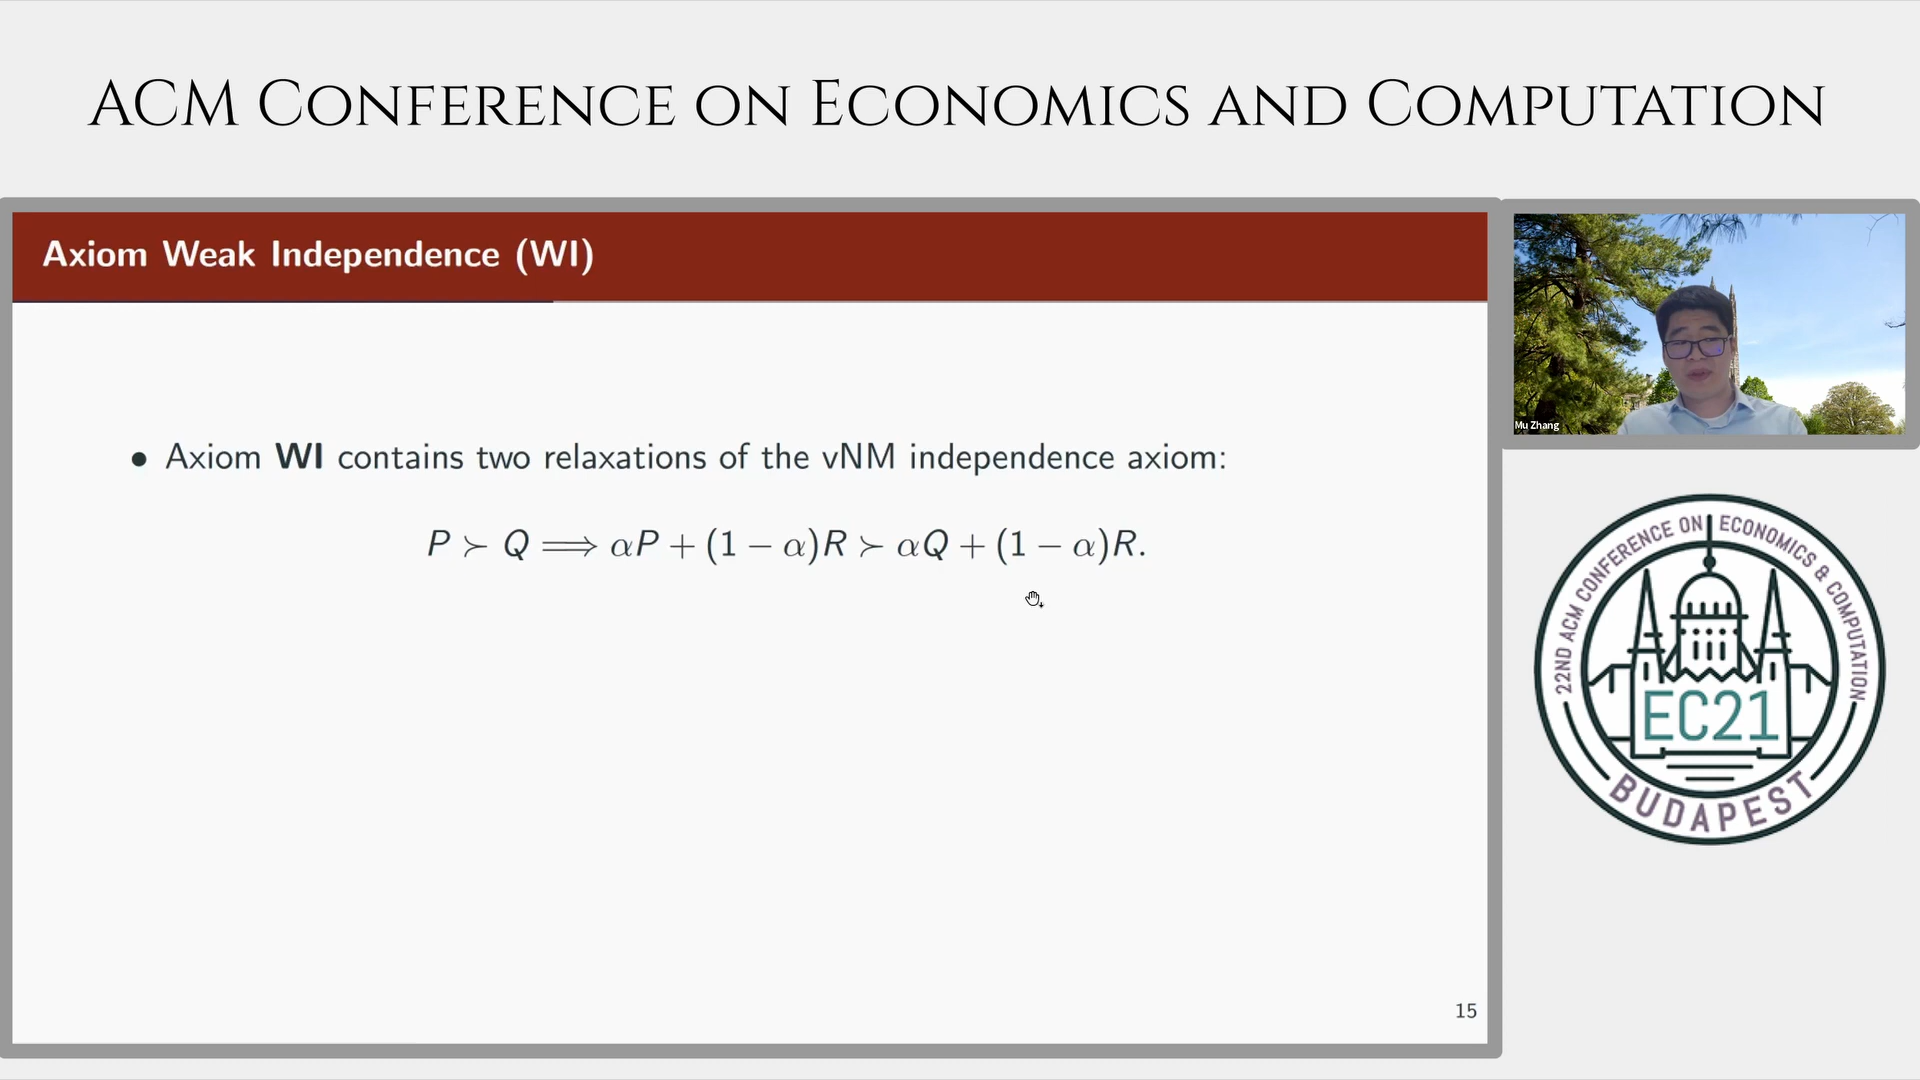 ACM CONFERENCE ON ECONOMICS AND COMPUTATION
Axiom Weak Independence (WI)
• Axiom WI contains two relaxations of the vNM independence axiom:
P ≻ Q ⟹ αP + (1 − α)R ≻ αQ + (1 − α)R.
15
Mu Zhang
22ND ACM CONFERENCE ON ECONOMICS & COMPUTATION
EC21
BUDAPEST